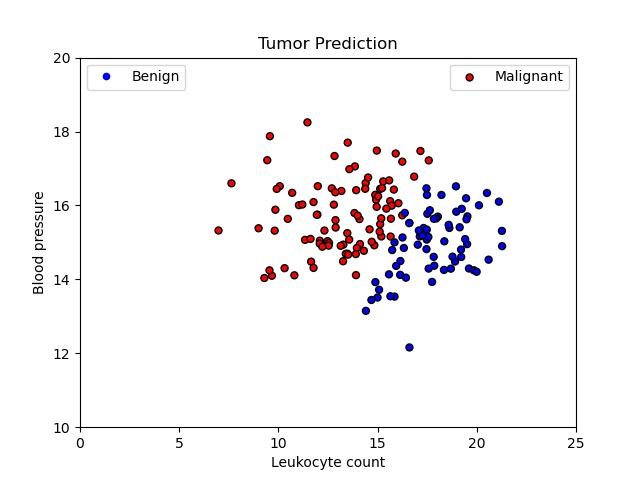 Tumor Prediction
Benign
Malignant
20
18
16
14
12
10
Blood pressure
0 5 10 15 20 25
Leukocyte count